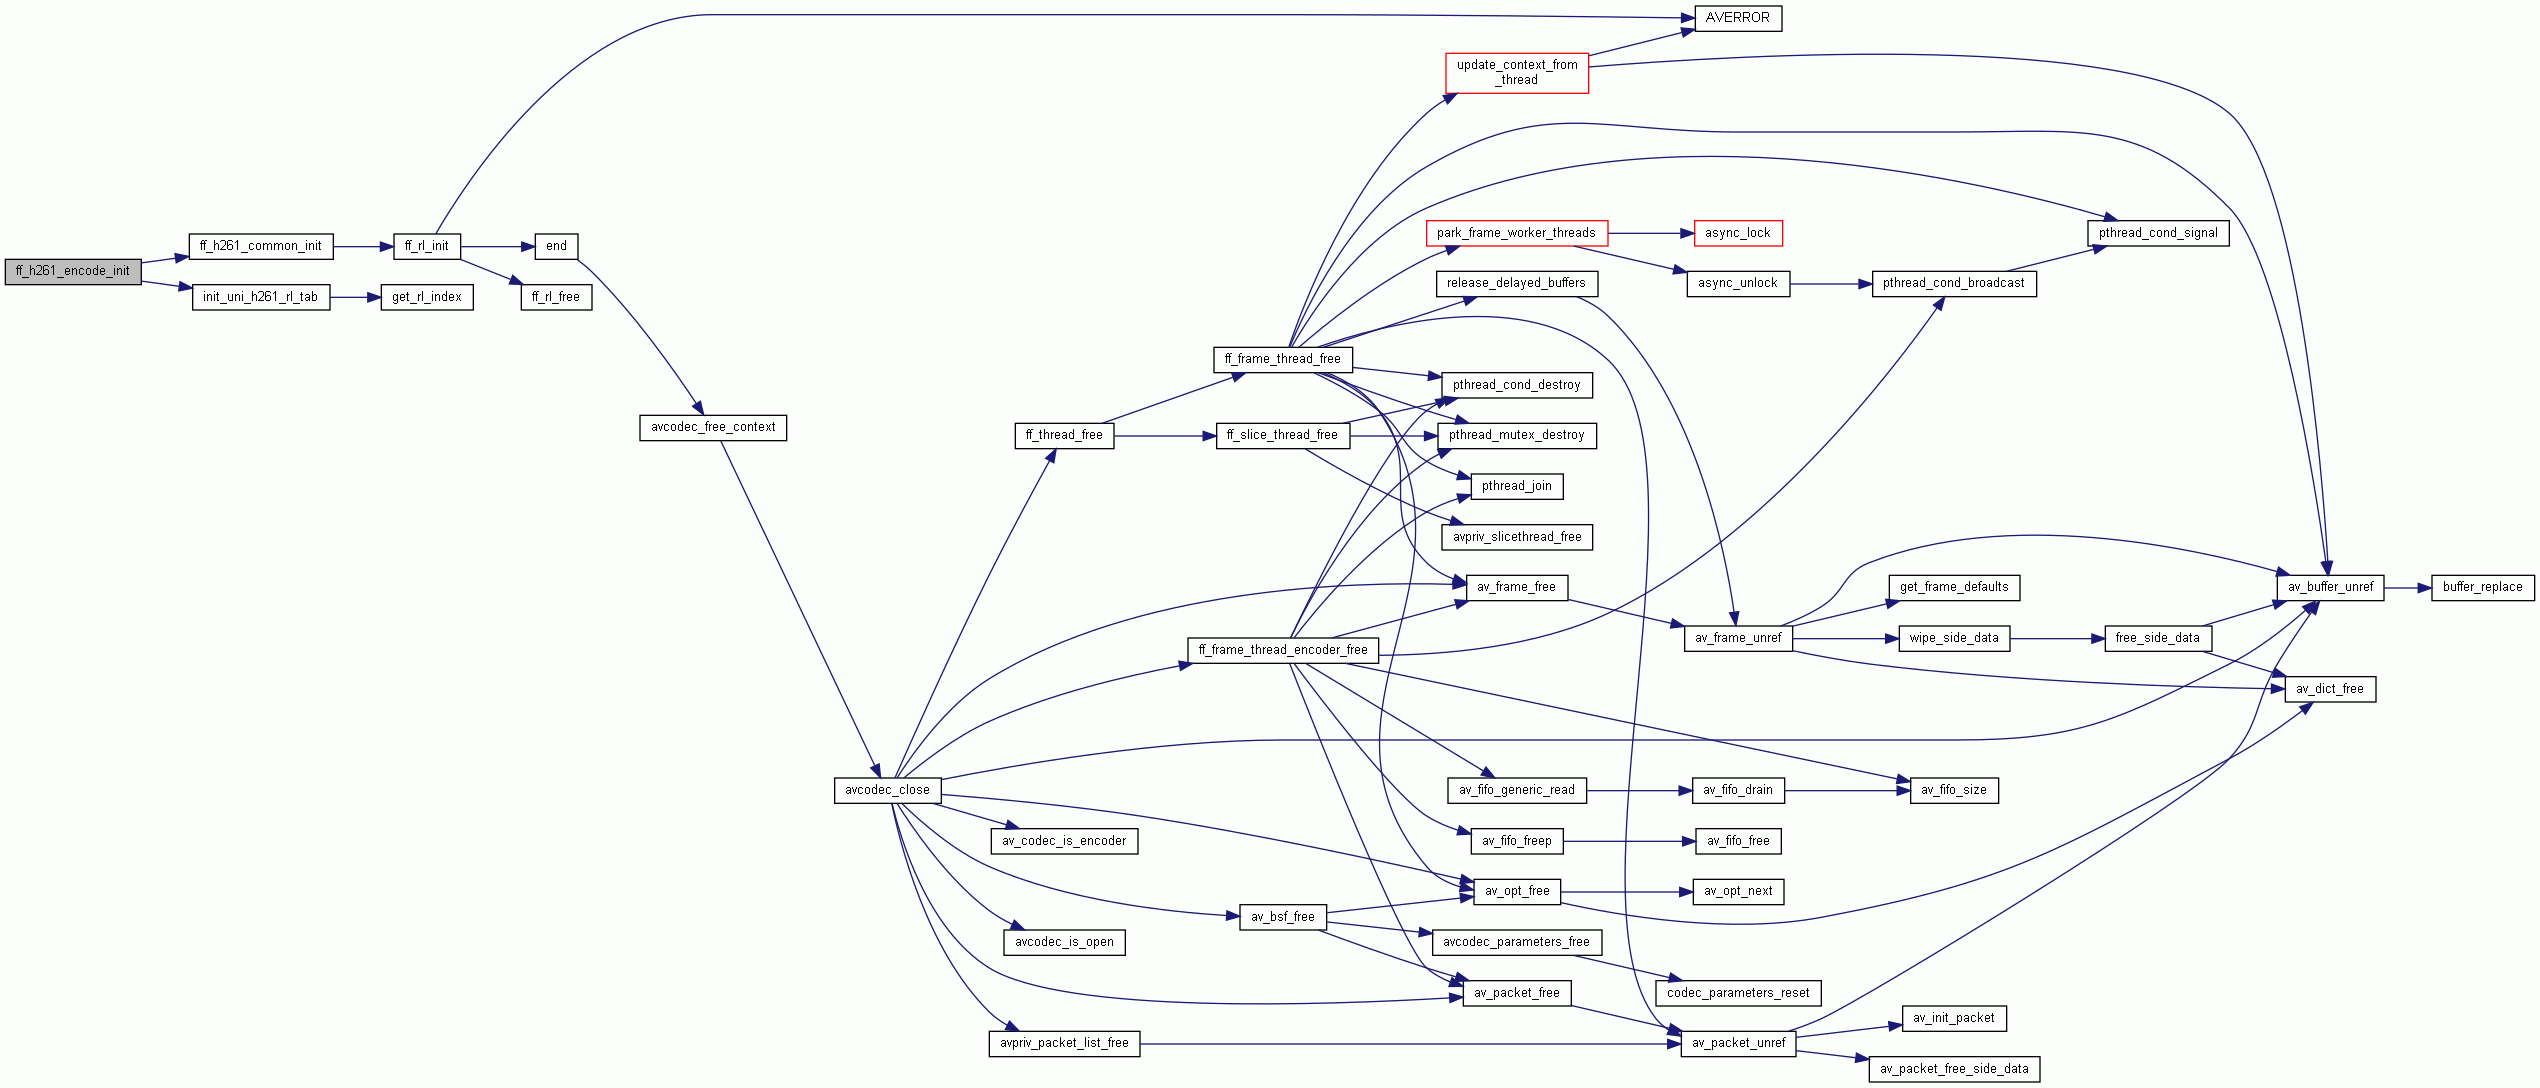 AVERROR
update_context_from
_thread
pthread_cond_signal
park_frame_worker_threads
async_lock
ff_h261_common_init
ff_rl_init
end
ff_h261_encode_init
release_delayed_buffers
async_unlock
pthread_cond_broadcast
init_uni_h261_rl_tab
get_rl_index
ff_rl_free
ff_frame_thread_free
pthread_cond_destroy
avcodec_free_context
ff_thread_free
ff_slice_thread_free
pthread_mutex_destroy
pthread_join
avpriv_slicethread_free
av_frame_free
get_frame_defaults
av_buffer_unref
buffer_replace
ff_frame_thread_encoder_free
av_frame_unref
wipe_side_data
free_side_data
av_dict_free
avcodec_close
av_fifo_generic_read
av_fifo_drain
av_fifo_size
av_codec_is_encoder
av_fifo_freep
av_fifo_free
av_opt_free
av_opt_next
av_bsf_free
avcodec_is_open
avcodec_parameters_free
av_packet_free
codec_parameters_reset
av_init_packet
avpriv_packet_list_free
av_packet_unref
av_packet_free_side_data